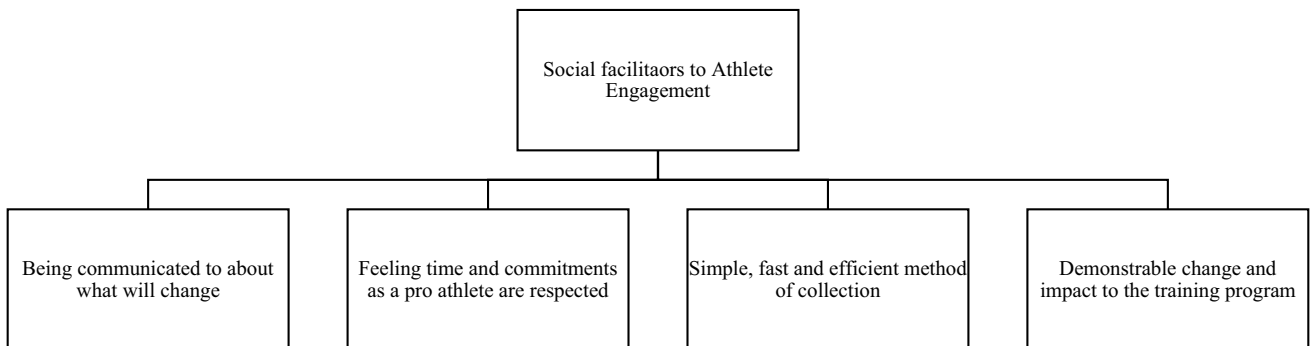 Social facilitaors to Athlete
Engagement
Being communicated to about
what will change
Feeling time and commitments
as a pro athlete are respected
Simple, fast and efficient method
of collection
Demonstrable change and
impact to the training program